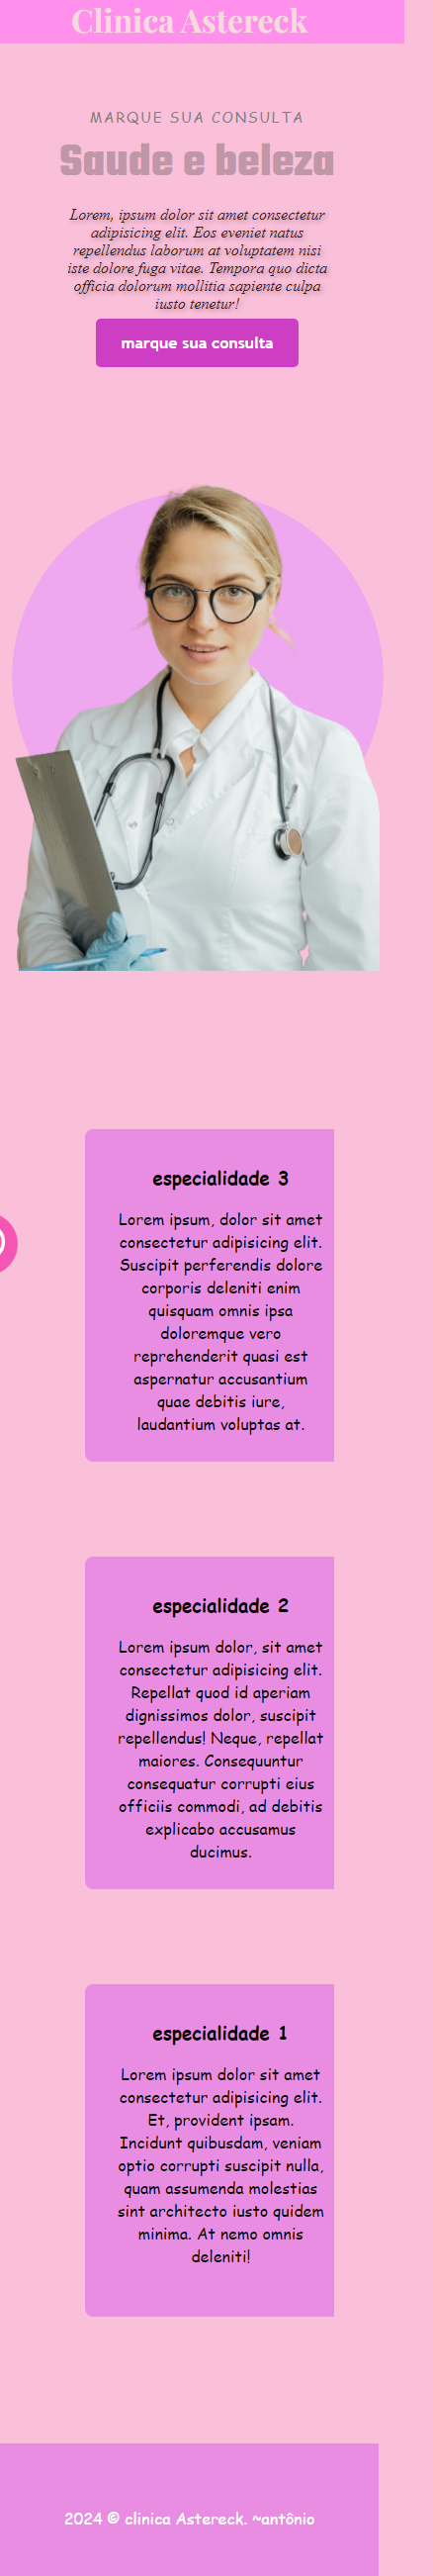 Clinica Astereck
MARQUE SUA CONSULTA
Saude e beleza
Lorem, ipsum dolor sit amet consectetur
adipisicing elit. Eos eveniet natus
repellendus laborum at voluptatem nisi
iste dolore fuga vitae. Tempora quo dicta
officia dolorum mollitia sapiente culpa
iusto tenetur!
marque sua consulta
especialidade 3
Lorem ipsum, dolor sit amet
consectetur adipisicing elit.
Suscipit perferendis dolore
corporis deleniti enim
quisquam omnis ipsa
doloremque vero
reprehenderit quasi est
aspernatur accusantium
quae debitis iure,
laudantium voluptas at.
especialidade 2
Lorem ipsum dolor, sit amet
consectetur adipisicing elit.
Repellat quod id aperiam
dignissimos dolor, suscipit
repellendus! Neque, repellat
maiores. Consequuntur
consequatur corrupti eius
officiis commodi, ad debitis
explicabo accusamus
ducimus.
especialidade 1
Lorem ipsum dolor sit amet
consectetur adipisicing elit.
Et, provident ipsam.
Incidunt quibusdam, veniam
optio corrupti suscipit nulla,
quam assumenda molestias
sint architecto iusto quidem
minima. At nemo omnis
deleniti!
2024 © clinica Astereck. ~antônio